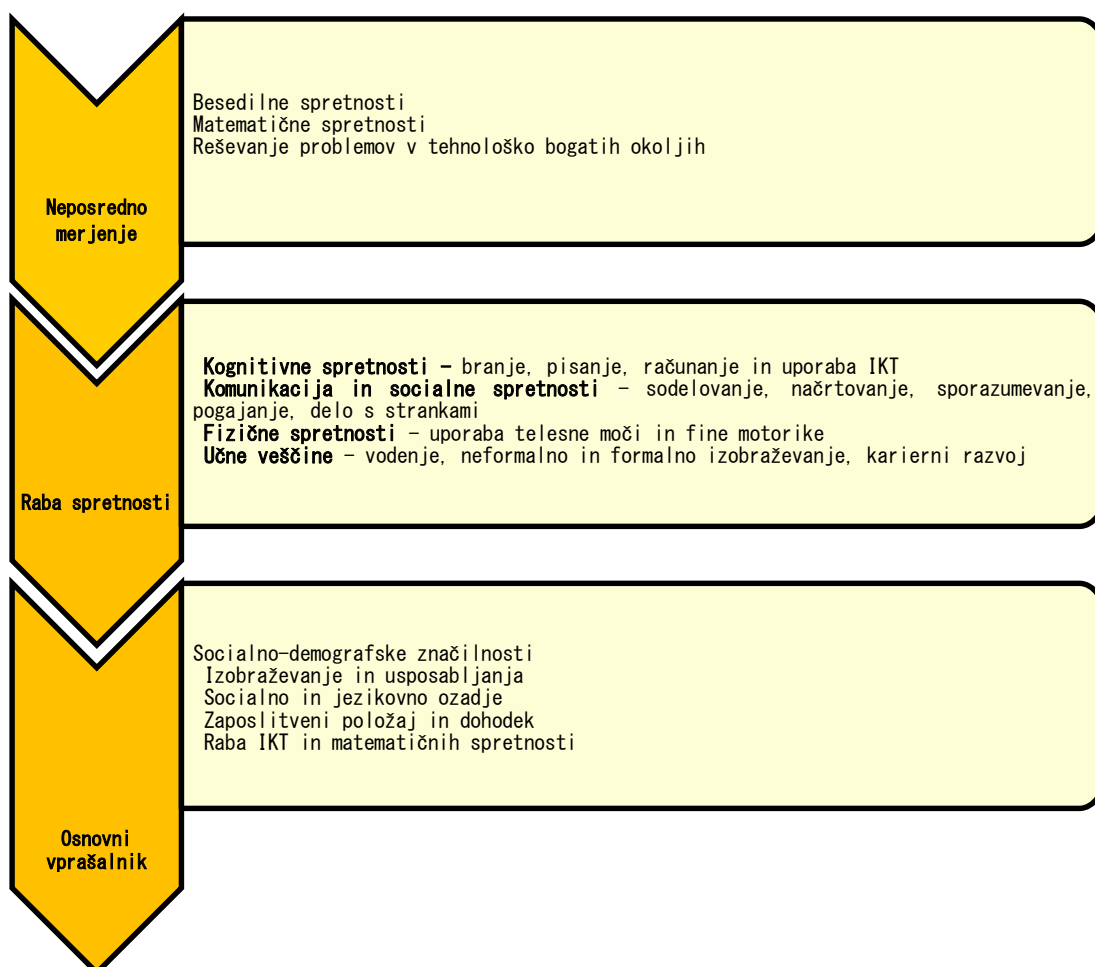 Besedilne spretnosti
Matematične spretnosti
Reševanje problemov v tehnološko bogatih okoljih
Neposredno
merjenje
Kognitivne spretnosti – branje, pisanje, računanje in uporaba IKT
Komunikacija in socialne spretnosti – sodelovanje, načrtovanje, sporazumevanje,
pogajanje, delo s strankami
Fizične spretnosti – uporaba telesne moči in fine motorike
Učne veščine – vodenje, neformalno in formalno izobraževanje, karierni razvoj
Raba spretnosti
Socialno-demografske značilnosti
Izobraževanje in usposabljanja
Socialno in jezikovno ozadje
Zaposlitveni položaj in dohodek
Raba IKT in matematičnih spretnosti
Osnovni
vprašalnik